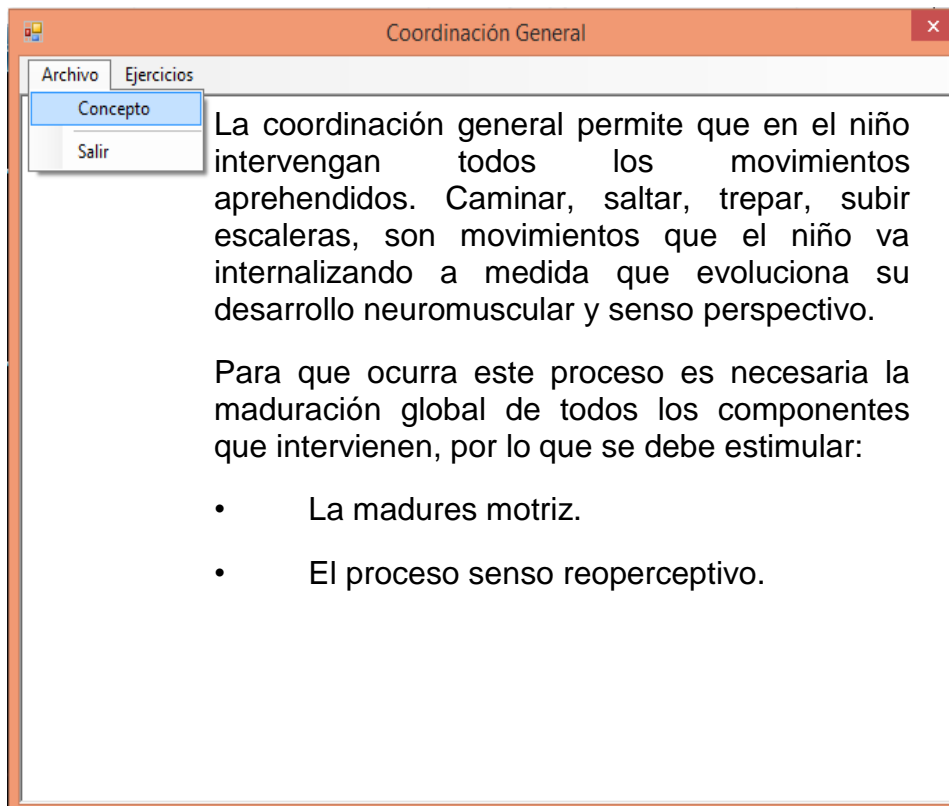 Coordinación General
x
Archivo Ejercicios
Concepto
Salir
La coordinación general permite que en el niño
intervengan todos los movimientos
aprehendidos. Caminar, saltar, trepar, subir
escaleras, son movimientos que el niño va
internalizando a medida que evoluciona su
desarrollo neuromuscular y senso perspectivo.
Para que ocurra este proceso es necesaria la
maduración global de todos los componentes
que intervienen, por lo que se debe estimular:
• La madures motriz.
• El proceso senso reoperceptivo.